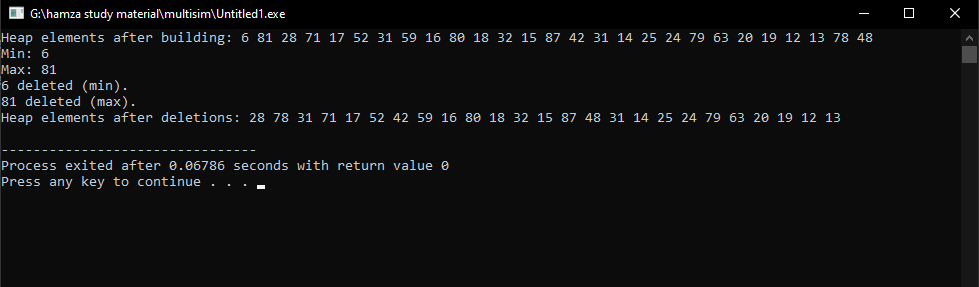 G:\hamza study material\multisim\Untitled1.exe
Heap elements after building: 6 81 28 71 17 52 31 59 16 80 18 32 15 87 42 31 14 25 24 79 63 20 19 12 13 78 48
Min: 6
Max: 81
6 deleted (min).
81 deleted (max).
Heap elements after deletions: 28 78 31 71 17 52 42 59 16 80 18 32 15 87 48 31 14 25 24 79 63 20 19 12 13
--------------------------------
Process exited after 0.06786 seconds with return value 0
Press any key to continue . . .